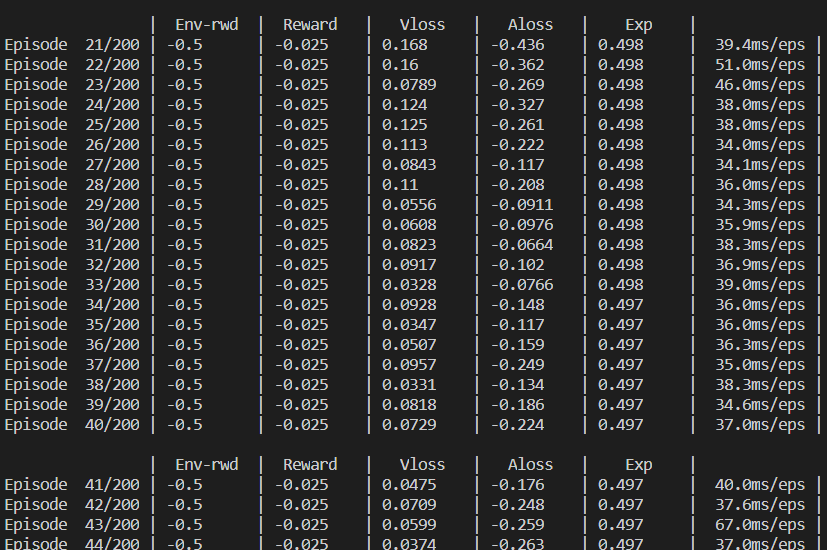 | Env-rwd | Reward | Vloss | Aloss | Exp |
Episode 21/200 | -0.5 | -0.025 | 0.168 | -0.436 | 0.498 | 39.4ms/eps |
Episode 22/200 | -0.5 | -0.025 | 0.16 | -0.362 | 0.498 | 51.0ms/eps |
Episode 23/200 | -0.5 | -0.025 | 0.0789 | -0.269 | 0.498 | 46.0ms/eps |
Episode 24/200 | -0.5 | -0.025 | 0.124 | -0.327 | 0.498 | 38.0ms/eps |
Episode 25/200 | -0.5 | -0.025 | 0.125 | -0.261 | 0.498 | 38.0ms/eps |
Episode 26/200 | -0.5 | -0.025 | 0.113 | -0.222 | 0.498 | 34.0ms/eps |
Episode 27/200 | -0.5 | -0.025 | 0.0843 | -0.117 | 0.498 | 34.1ms/eps |
Episode 28/200 | -0.5 | -0.025 | 0.11 | -0.208 | 0.498 | 36.0ms/eps |
Episode 29/200 | -0.5 | -0.025 | 0.0556 | -0.0911 | 0.498 | 34.3ms/eps |
Episode 30/200 | -0.5 | -0.025 | 0.0608 | -0.0976 | 0.498 | 35.9ms/eps |
Episode 31/200 | -0.5 | -0.025 | 0.0823 | -0.0664 | 0.498 | 38.3ms/eps |
Episode 32/200 | -0.5 | -0.025 | 0.0917 | -0.102 | 0.498 | 36.9ms/eps |
Episode 33/200 | -0.5 | -0.025 | 0.0328 | -0.0766 | 0.498 | 39.0ms/eps |
Episode 34/200 | -0.5 | -0.025 | 0.0928 | -0.148 | 0.497 | 36.0ms/eps |
Episode 35/200 | -0.5 | -0.025 | 0.0347 | -0.117 | 0.497 | 36.0ms/eps |
Episode 36/200 | -0.5 | -0.025 | 0.0507 | -0.159 | 0.497 | 36.3ms/eps |
Episode 37/200 | -0.5 | -0.025 | 0.0957 | -0.249 | 0.497 | 35.0ms/eps |
Episode 38/200 | -0.5 | -0.025 | 0.0331 | -0.134 | 0.497 | 38.3ms/eps |
Episode 39/200 | -0.5 | -0.025 | 0.0818 | -0.186 | 0.497 | 34.6ms/eps |
Episode 40/200 | -0.5 | -0.025 | 0.0729 | -0.224 | 0.497 | 37.0ms/eps |
| Env-rwd | Reward | Vloss | Aloss | Exp |
Episode 41/200 | -0.5 | -0.025 | 0.0475 | -0.176 | 0.497 | 40.0ms/eps |
Episode 42/200 | -0.5 | -0.025 | 0.0709 | -0.248 | 0.497 | 37.6ms/eps |
Episode 43/200 | -0.5 | -0.025 | 0.0599 | -0.259 | 0.497 | 67.0ms/eps |
Episode 44/200 | -0.5 | -0.025 | 0.0374 | -0.263 | 0.497 | 37.0ms/eps |